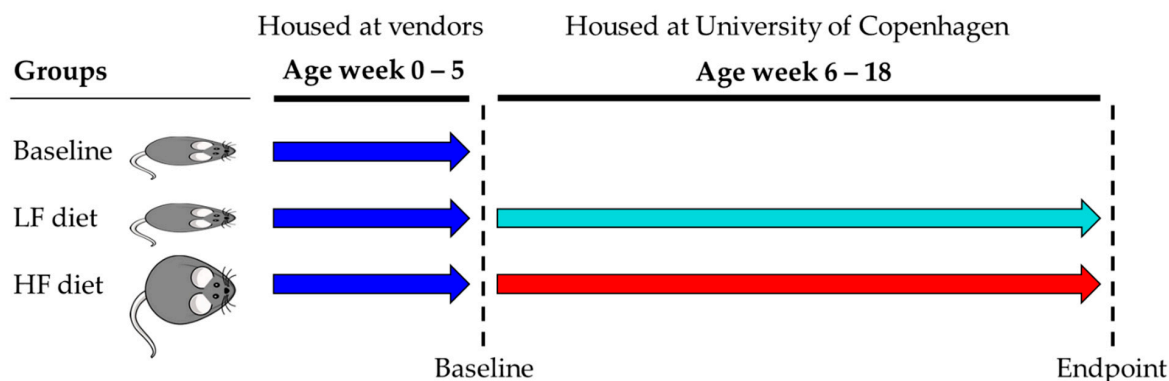 Housed at vendors Housed at University of Copenhagen
Groups Age week 0 – 5 Age week 6 – 18
Baseline
LF diet
HF diet
Baseline Endpoint